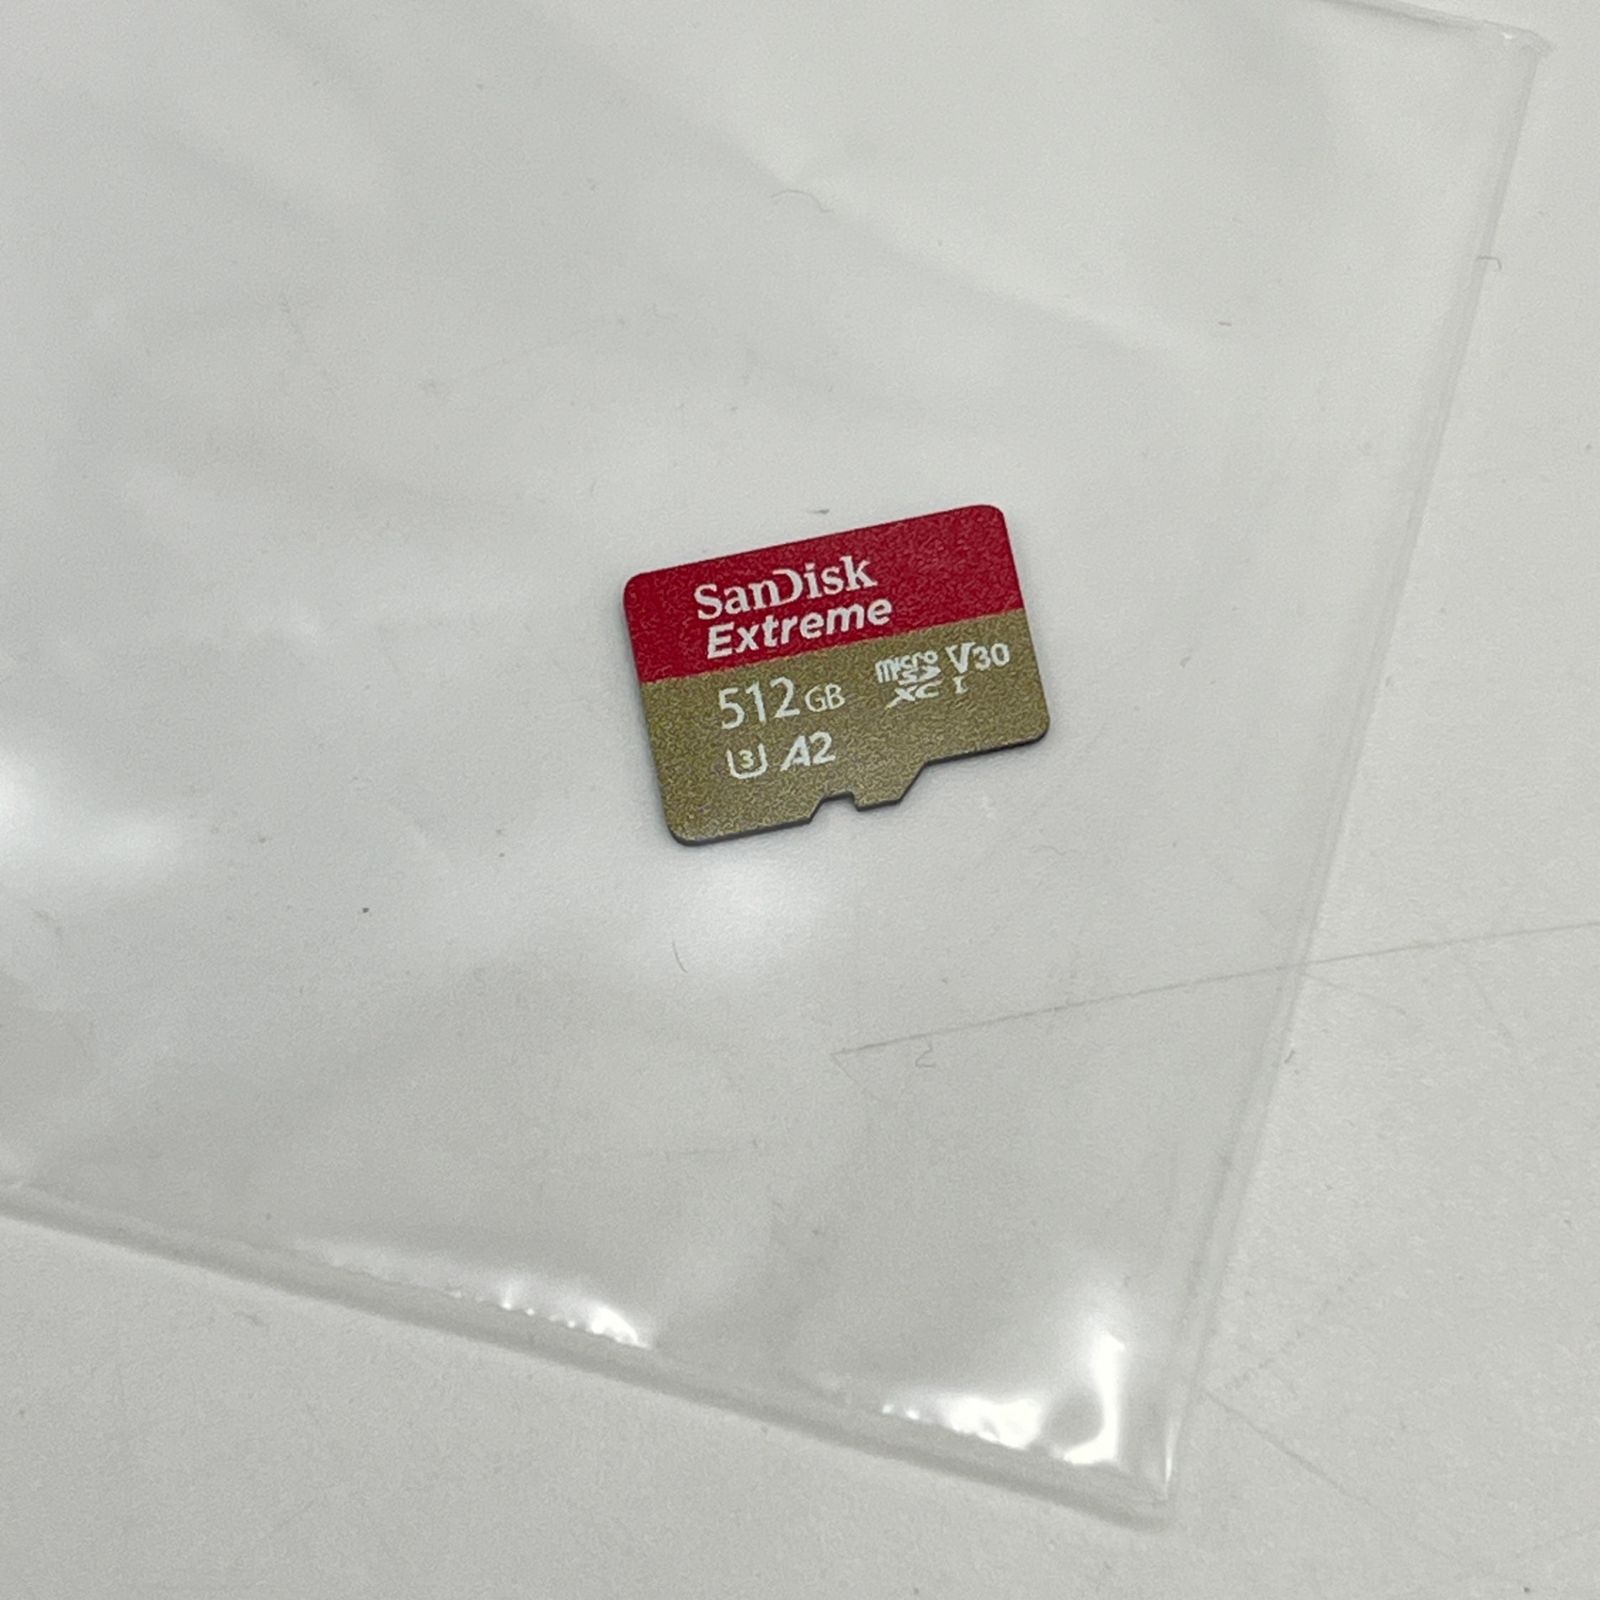 SanDisk
Extreme
512GB
micro SD XC I V30
U3 A2